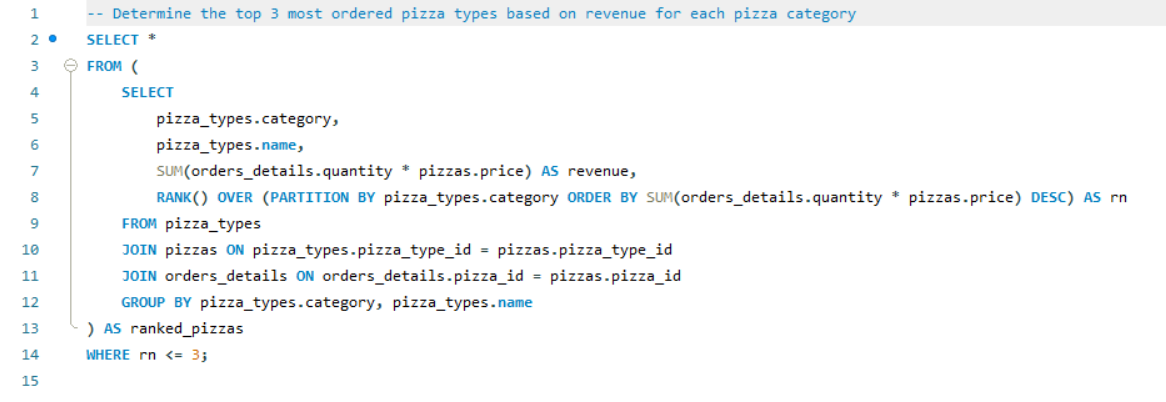 1 -- Determine the top 3 most ordered pizza types based on revenue for each pizza category
2 SELECT *
3 FROM (
4 SELECT
5 pizza_types.category,
6 pizza_types.name,
7 SUM(orders_details.quantity * pizzas.price) AS revenue,
8 RANK() OVER (PARTITION BY pizza_types.category ORDER BY SUM(orders_details.quantity * pizzas.price) DESC) AS rn
9 FROM pizza_types
10 JOIN pizzas ON pizza_types.pizza_type_id = pizzas.pizza_type_id
11 JOIN orders_details ON orders_details.pizza_id = pizzas.pizza_id
12 GROUP BY pizza_types.category, pizza_types.name
13 ) AS ranked_pizzas
14 WHERE rn <= 3;
15